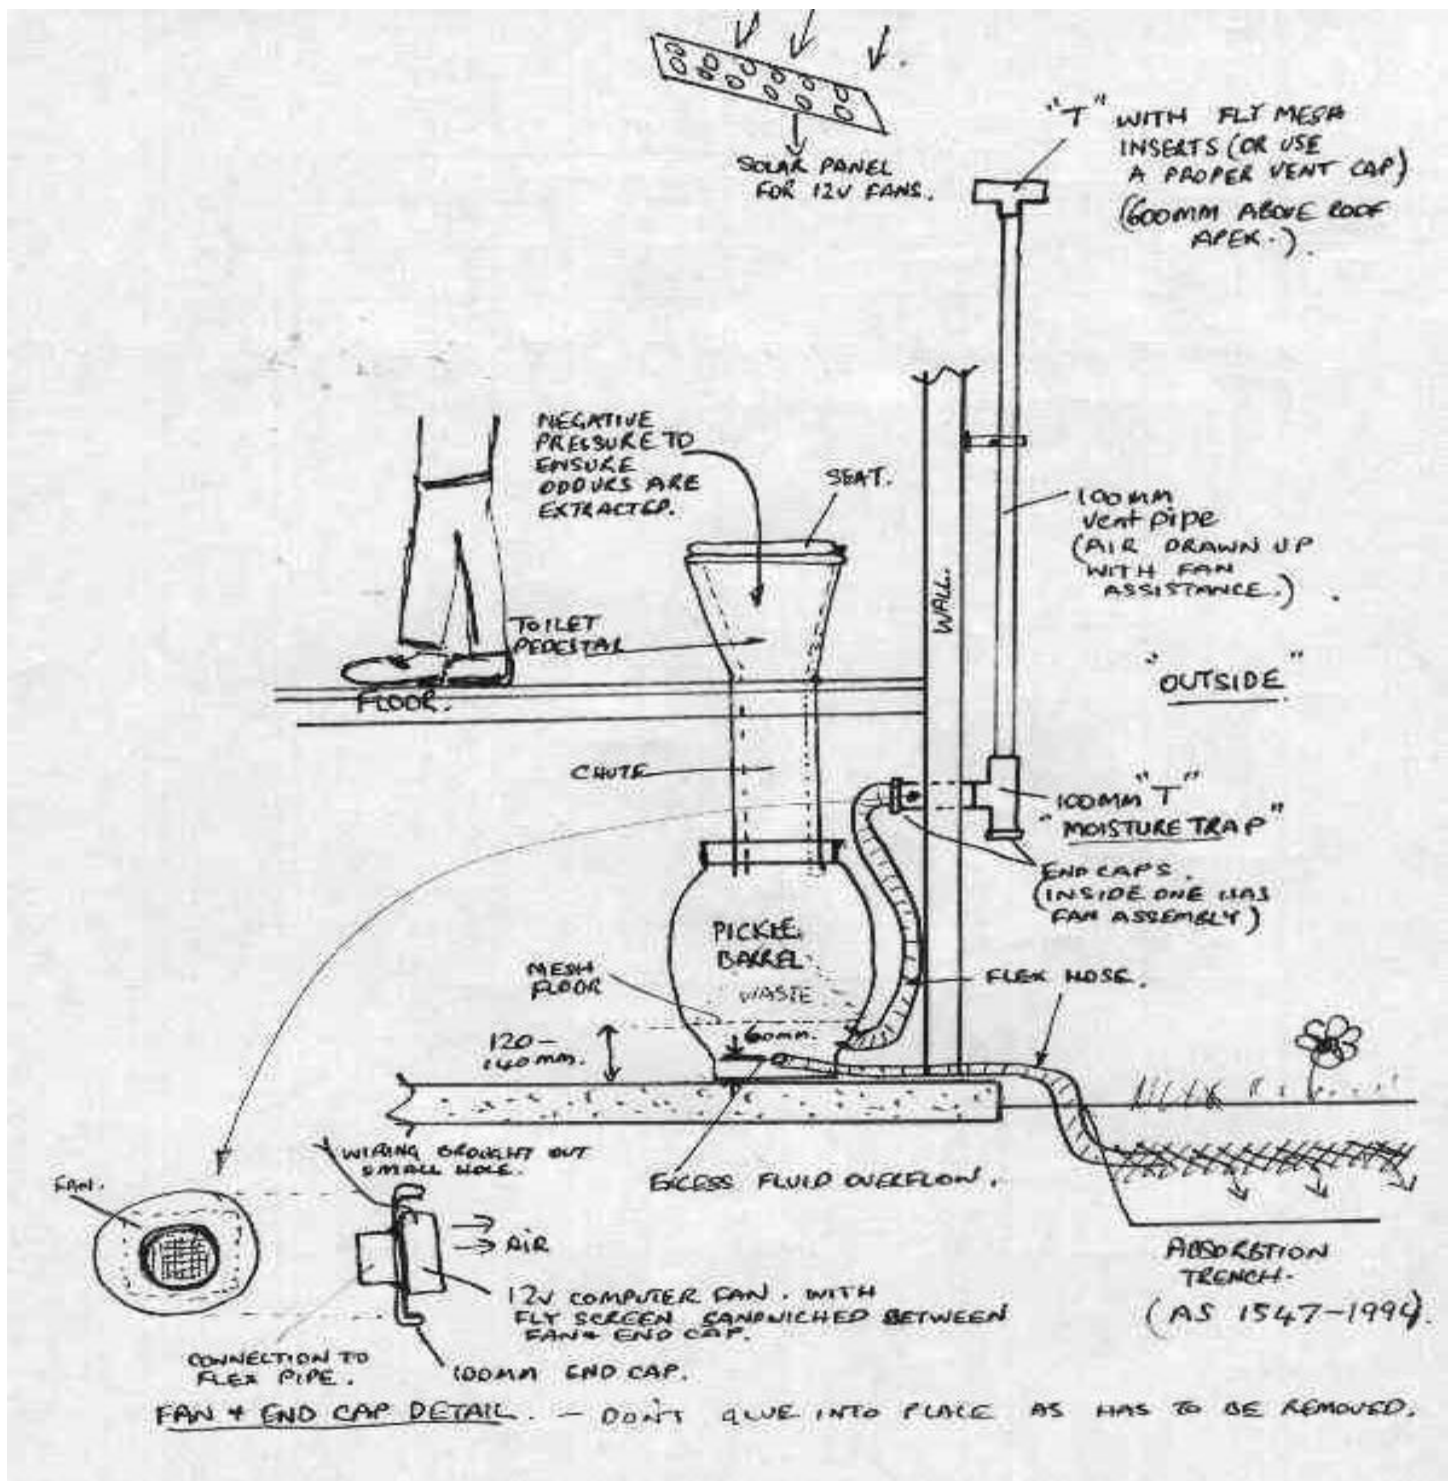 SOLAR PANEL
FOR 12V FANS.
"T" WITH FLY MESH
INSERTS (OR USE
A PROPER VENT CAP)
(600MM ABOVE ROOF
APEX.)
NEGATIVE
PRESSURE TO
ENSURE
ODOURS ARE
EXTRACTED.
SEAT.
100MM
Vent pipe
(AIR DRAWN UP
WITH FAN
ASSISTANCE.)
WALL.
TOILET
PEDESTAL
"OUTSIDE"
FLOOR.
CHUTE
100MM "T"
"MOISTURE TRAP"
END CAPS.
(INSIDE ONE HAS
FAN ASSEMBLY)
PICKLE
BARREL
WASTE
MESH
FLOOR
FLEX HOSE.
60mm.
120-
140mm.
WIRING BROUGHT OUT
SMALL HOLE.
EXCESS FLUID OVERFLOW.
FAN.
AIR
12V COMPUTER FAN. WITH
FLY SCREEN SANDWICHED BETWEEN
FAN & END CAP.
ABSORBTION
TRENCH.
(AS 1547-1994).
CONNECTION TO
FLEX PIPE.
100MM END CAP.
FAN & END CAP DETAIL. - DON'T GLUE INTO PLACE AS HAS TO BE REMOVED.